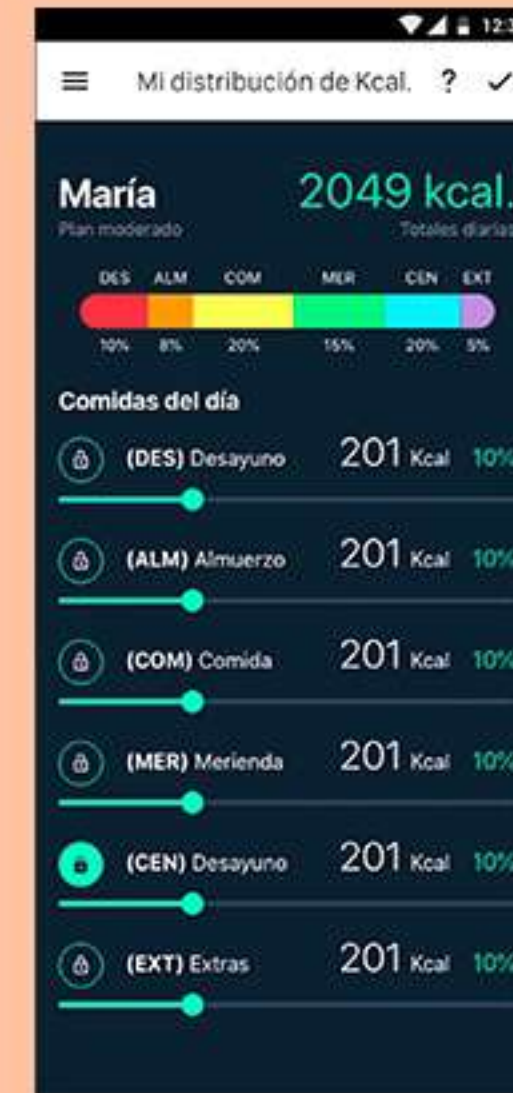 12:3
Mi distribución de Kcal. ?
María 2049 kcal.
Plan moderado Totales diarias
DES ALM COM MER CEN EXT
10% 8% 20% 15% 20% 5%
Comidas del día
(DES) Desayuno 201 Kcal 10%
(ALM) Almuerzo 201 Kcal 10%
(COM) Comida 201 Kcal 10%
(MER) Merienda 201 Kcal 10%
(CEN) Desayuno 201 Kcal 10%
(EXT) Extras 201 Kcal 10%